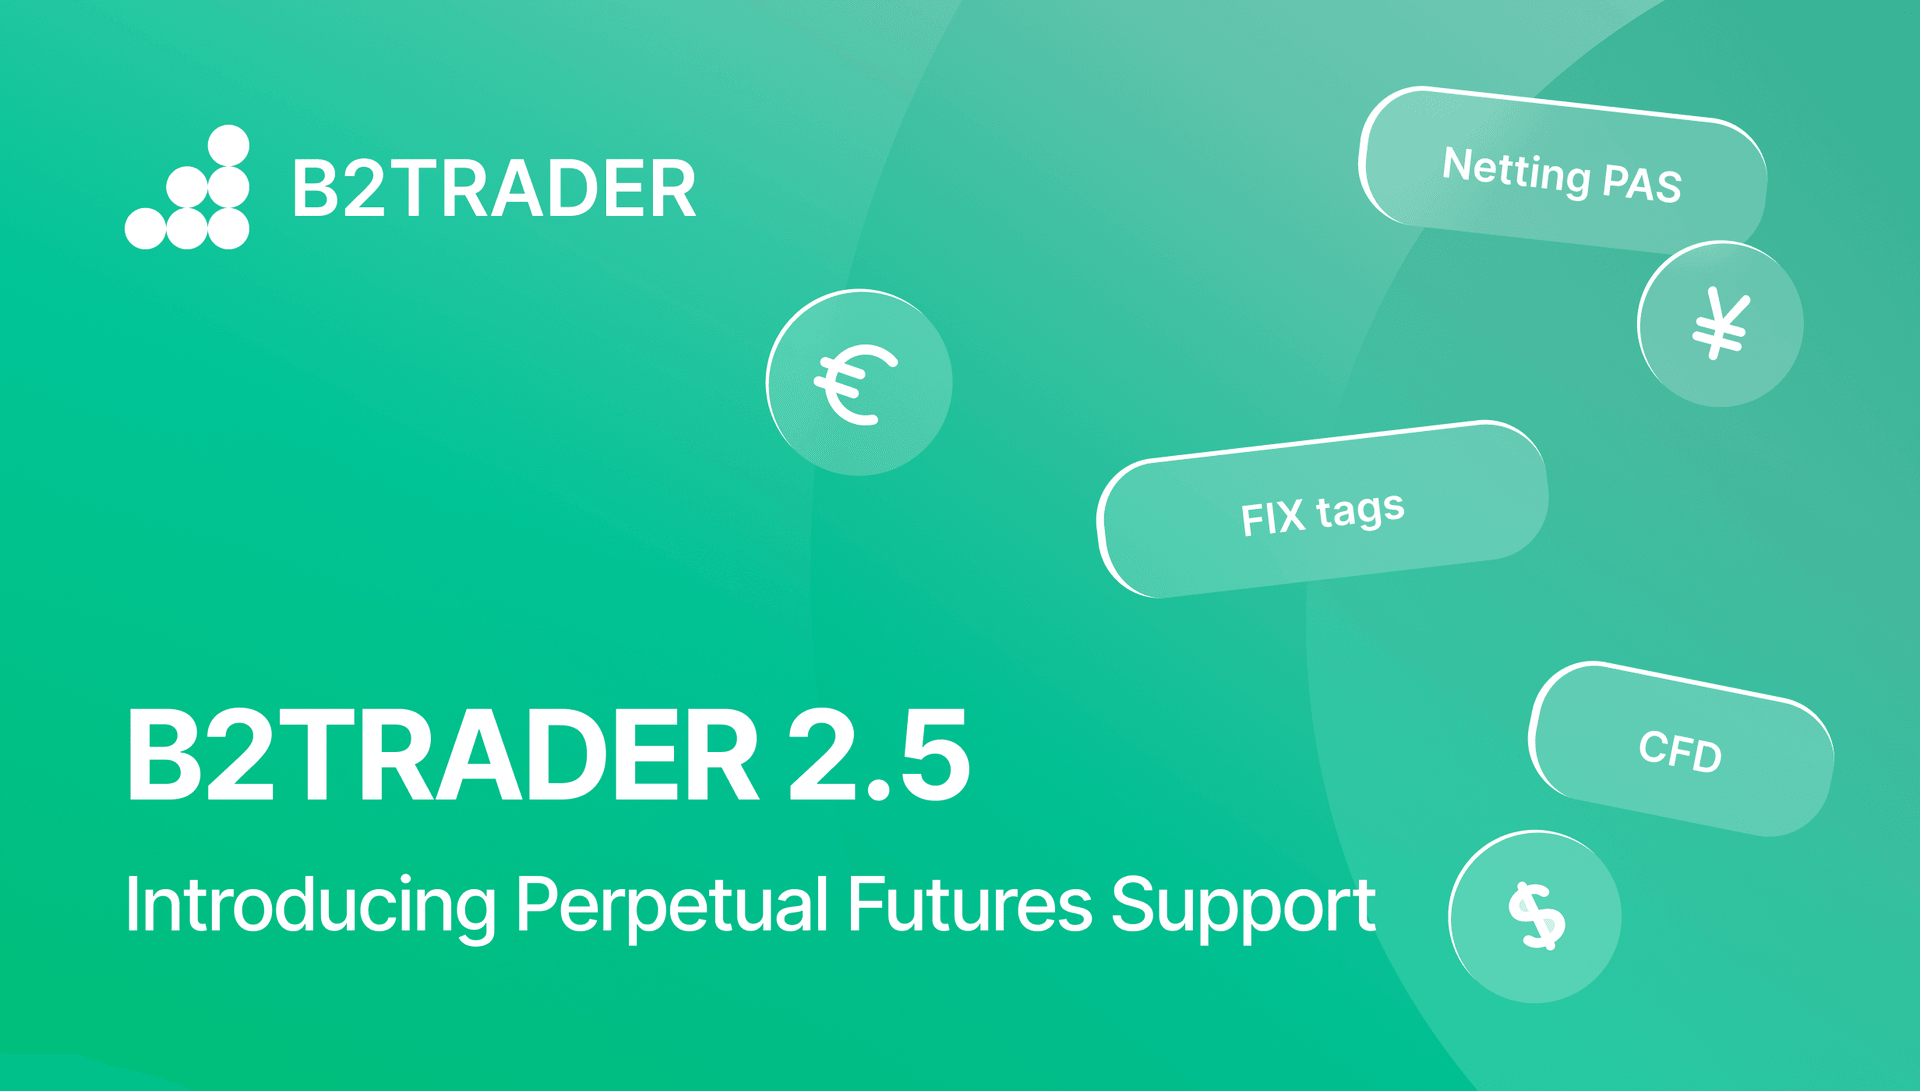 B2TRADER
Netting PAS
¥
€
FIX tags
B2TRADER 2.5
CFD
Introducing Perpetual Futures Support
$